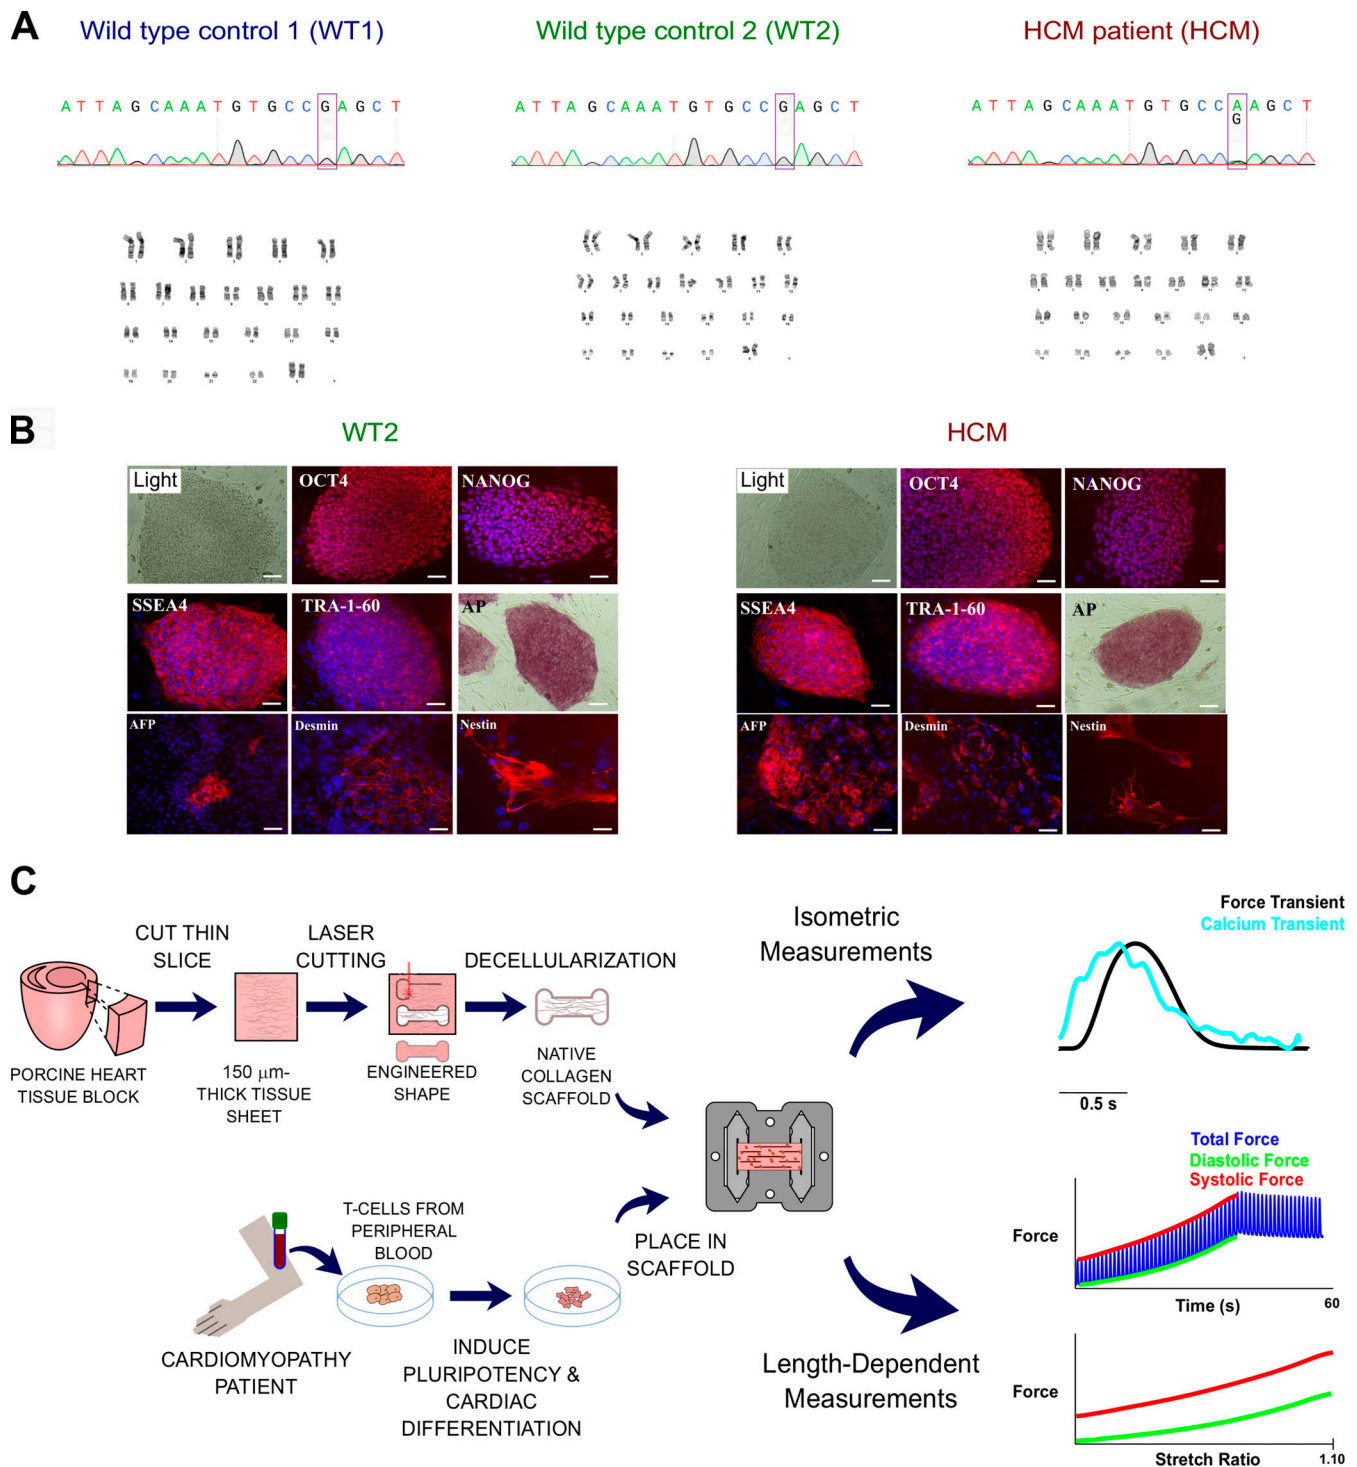 A
Wild type control 1 (WT1)
Wild type control 2 (WT2)
HCM patient (HCM)
A T T A G C A A A T G T G C C G A G C T
A T T A G C A A A T G T G C C G A G C T
A T T A G C A A A T G T G C C A A G C T
G
B
WT2
HCM
Light
OCT4
NANOG
SSEA4
TRA-1-60
AP
AFP
Desmin
Nestin
Light
OCT4
NANOG
SSEA4
TRA-1-60
AP
AFP
Desmin
Nestin
C
CUT THIN
SLICE
LASER
CUTTING
DECELLULARIZATION
PORCINE HEART
TISSUE BLOCK
150 µm-
THICK TISSUE
SHEET
ENGINEERED
SHAPE
NATIVE
COLLAGEN
SCAFFOLD
T-CELLS FROM
PERIPHERAL
BLOOD
PLACE IN
SCAFFOLD
CARDIOMYOPATHY
PATIENT
INDUCE
PLURIPOTENCY &
CARDIAC
DIFFERENTIATION
Isometric
Measurements
Force Transient
Calcium Transient
0.5 s
Length-Dependent
Measurements
Total Force
Diastolic Force
Systolic Force
Force
Time (s)
60
Force
Stretch Ratio
1.10